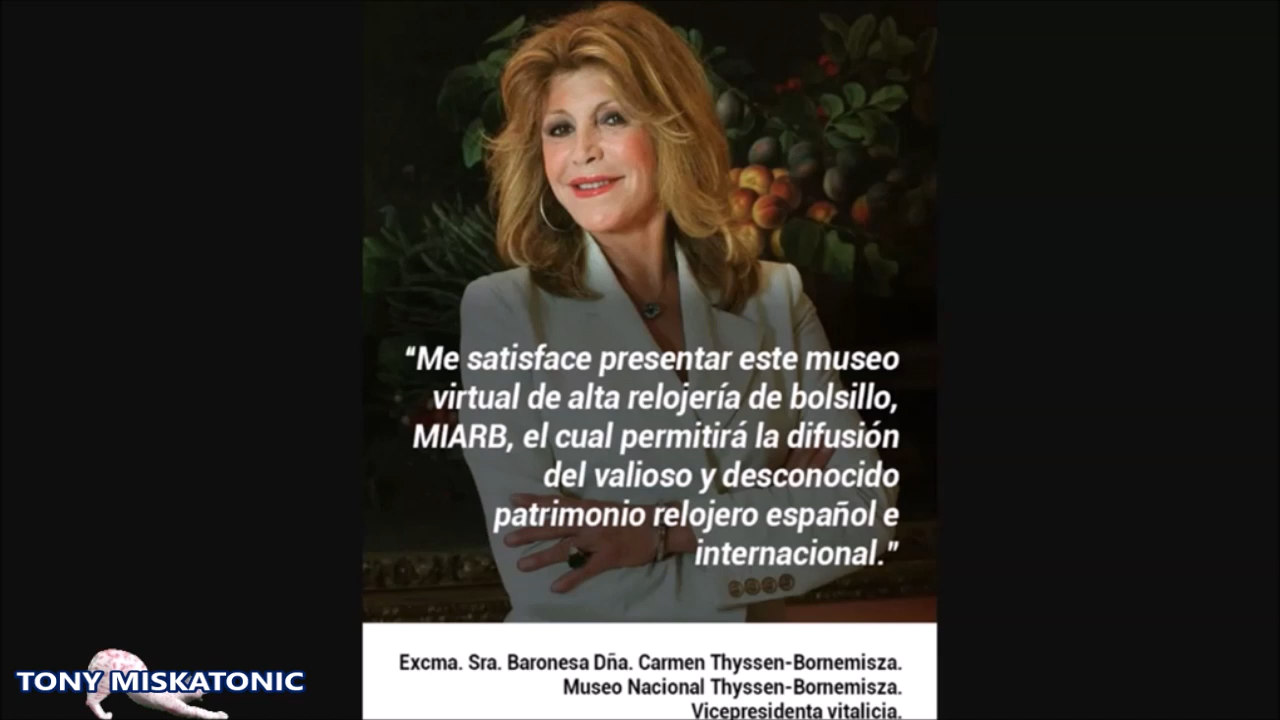 “Me satisface presentar este museo
virtual de alta relojería de bolsillo,
MIARB, el cual permitirá la difusión
del valioso y desconocido
patrimonio relojero español e
internacional.”
Excma. Sra. Baronesa Dña. Carmen Thyssen-Bornemisza.
Museo Nacional Thyssen-Bornemisza.
Vicepresidenta vitalicia.
TONY MISKATONIC